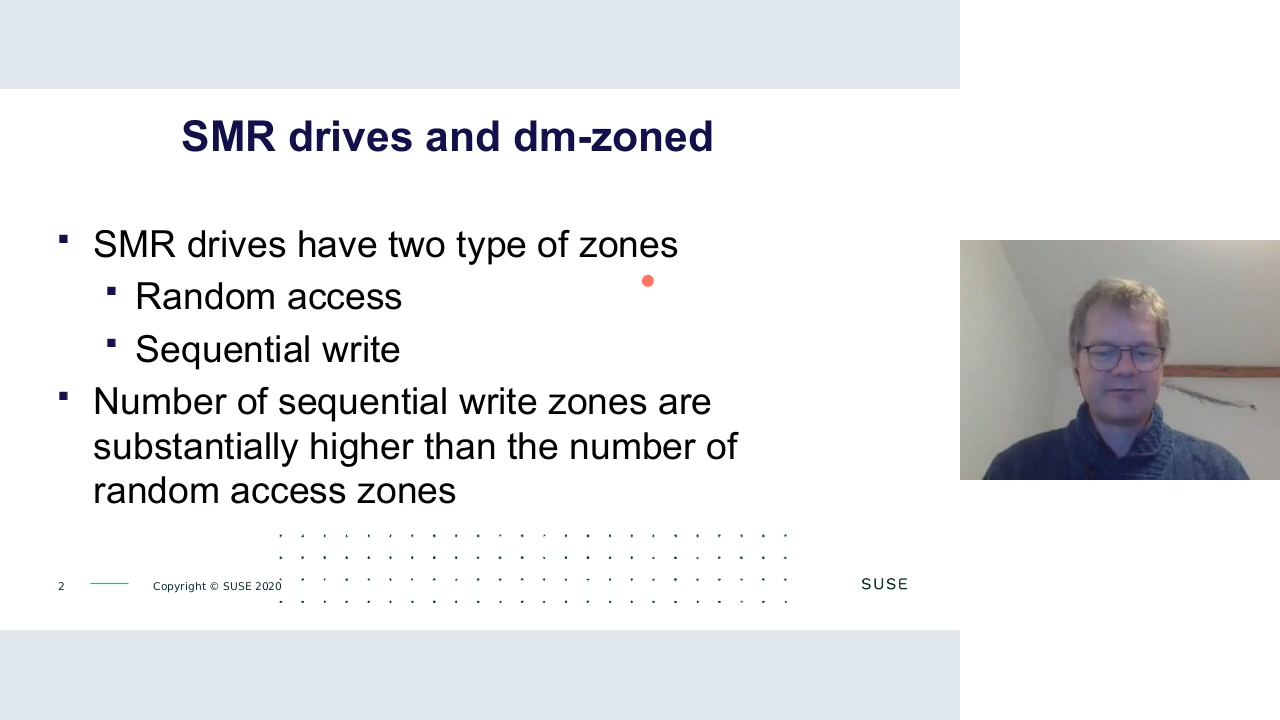 SMR drives and dm-zoned
SMR drives have two type of zones
Random access
Sequential write
Number of sequential write zones are
substantially higher than the number of
random access zones
2
Copyright © SUSE 2020
SUSE